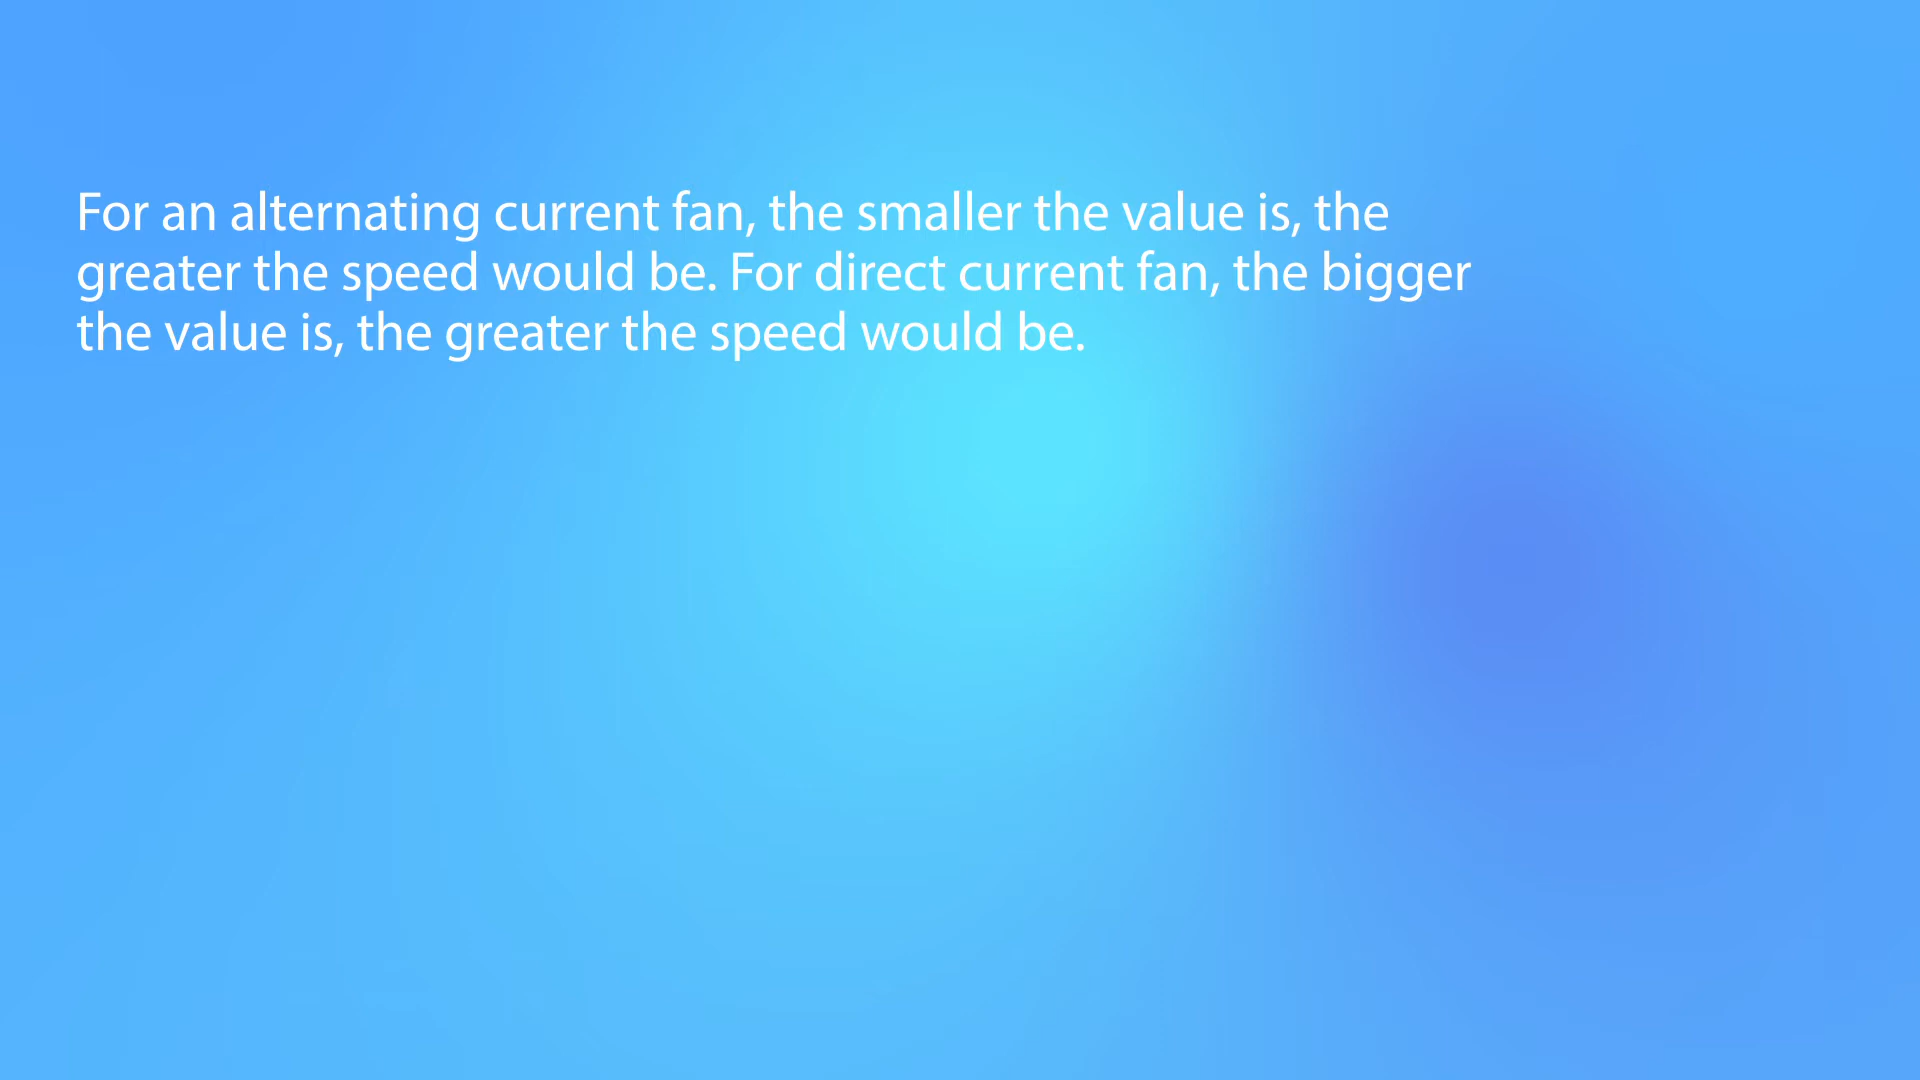 For an alternating current fan, the smaller the value is, the
greater the speed would be. For direct current fan, the bigger
the value is, the greater the speed would be.